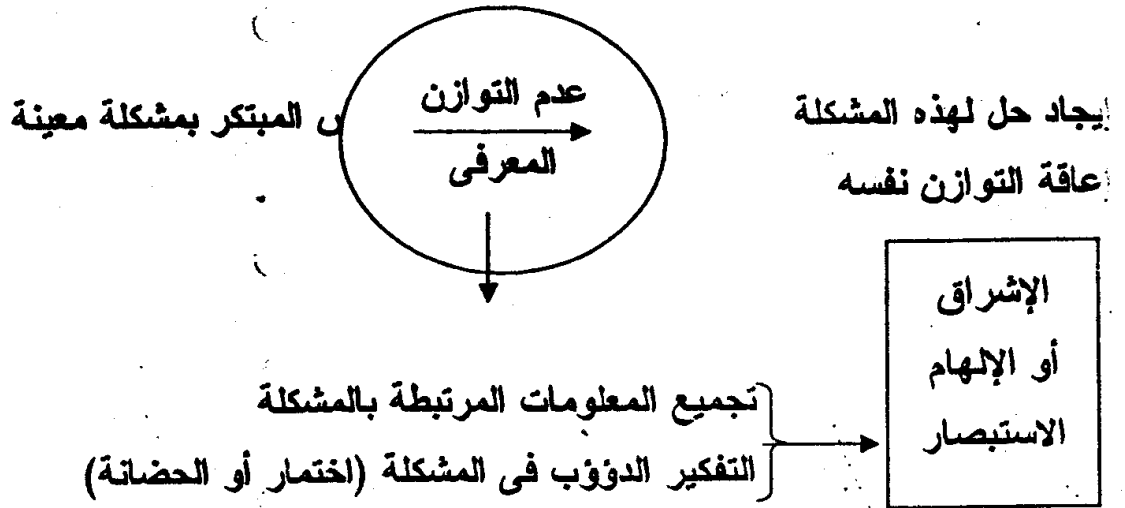 عدم التوازن
المعرفى
المبتكر بمشكلة معينة
إيجاد حل لهذه المشكلة
إعاقة التوازن نفسه
الإشراق
أو الإلهام
الاستبصار
تجميع المعلومات المرتبطة بالمشكلة
التفكير الدؤوب فى المشكلة (اختمار أو الحضانة)